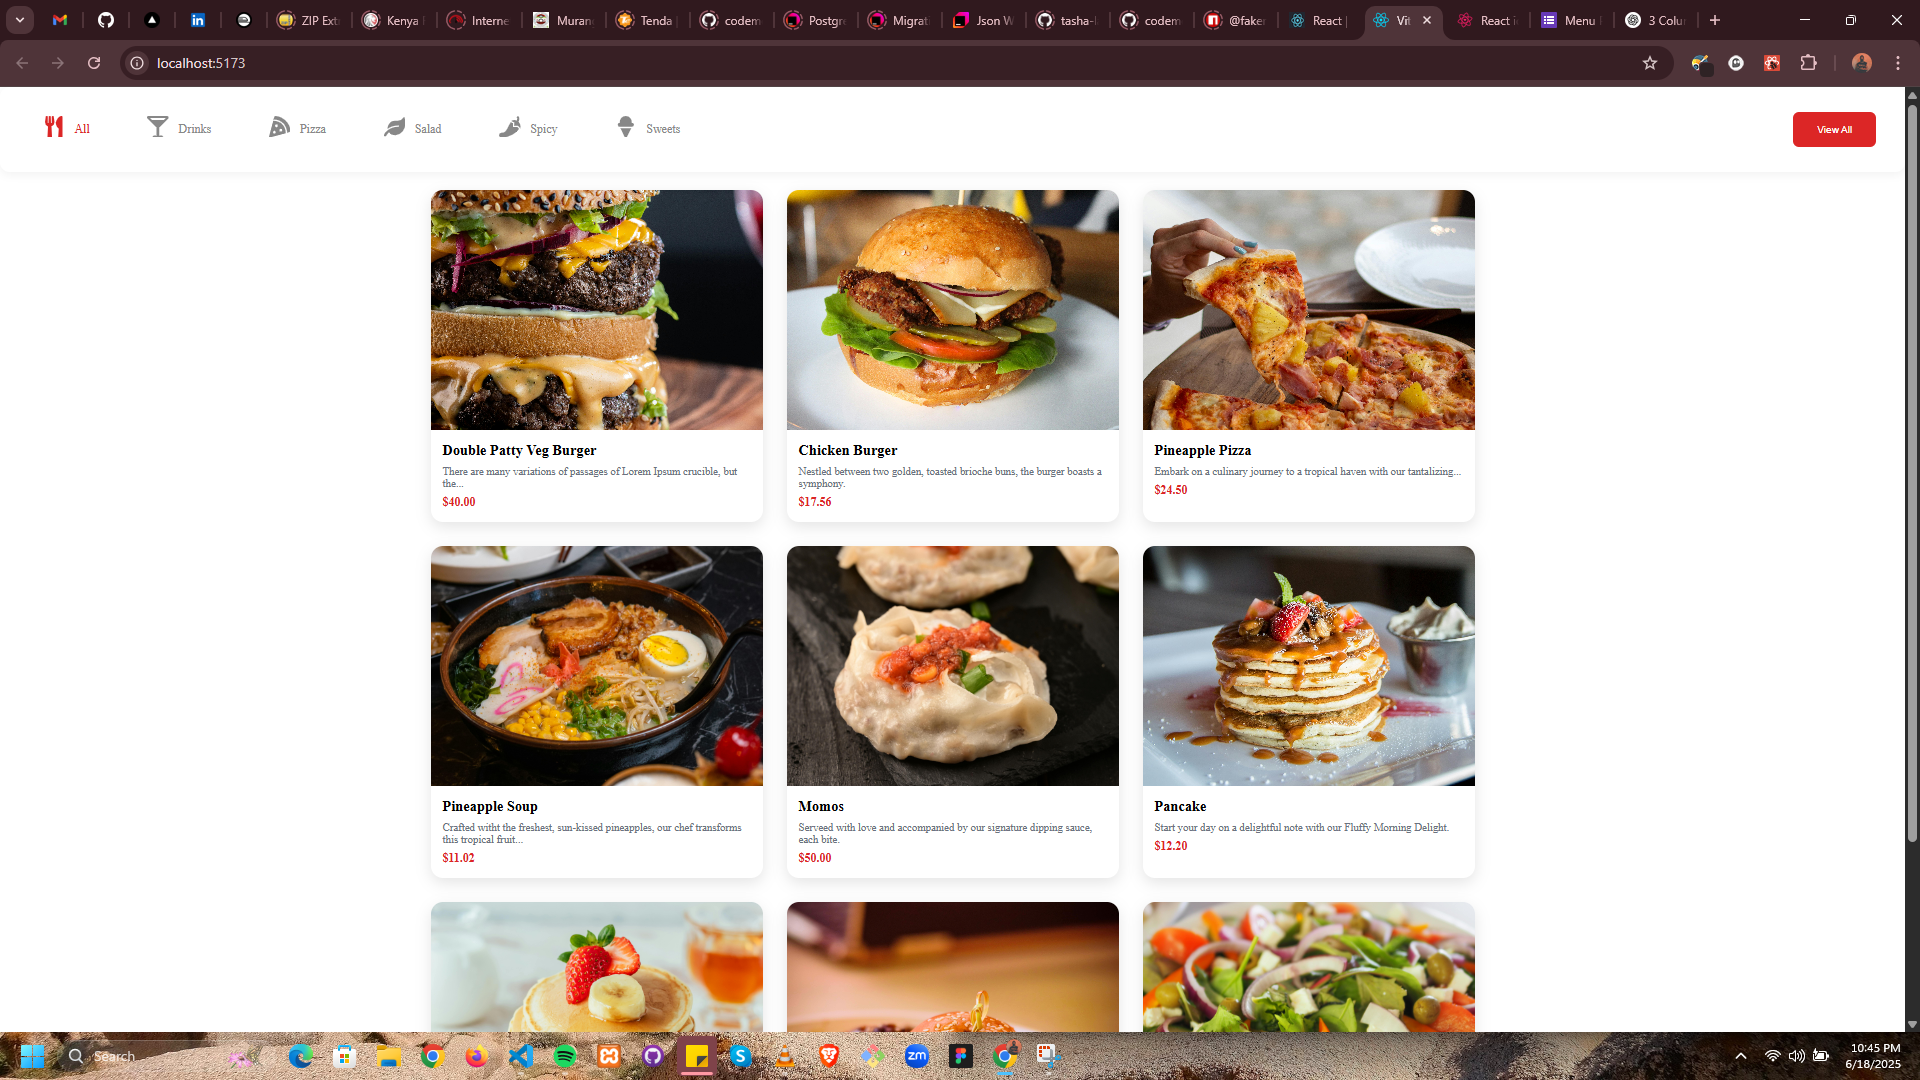 ZIP Ext
Kenya
Interne
Muran
Tenda
codem
Postgr
Migrati
Json W
tasha-
codem
@faker
React
Vit
React i
Menu
3 Colu
localhost:5173
All
Drinks
Pizza
Salad
Spicy
Sweets
View All
Double Patty Veg Burger
There are many variations of passages of Lorem Ipsum crucible, but
the...
$40.00
Chicken Burger
Nestled between two golden, toasted brioche buns, the burger boasts a
symphony.
$17.56
Pineapple Pizza
Embark on a culinary journey to a tropical haven with our tantalizing...
$24.50
Pineapple Soup
Crafted witht the freshest, sun-kissed pineapples, our chef transforms
this tropical fruit...
$11.02
Momos
Serveed with love and accompanied by our signature dipping sauce,
each bite.
$50.00
Pancake
Start your day on a delightful note with our Fluffy Morning Delight.
$12.20
Search
zm
10:45 PM
6/18/2025